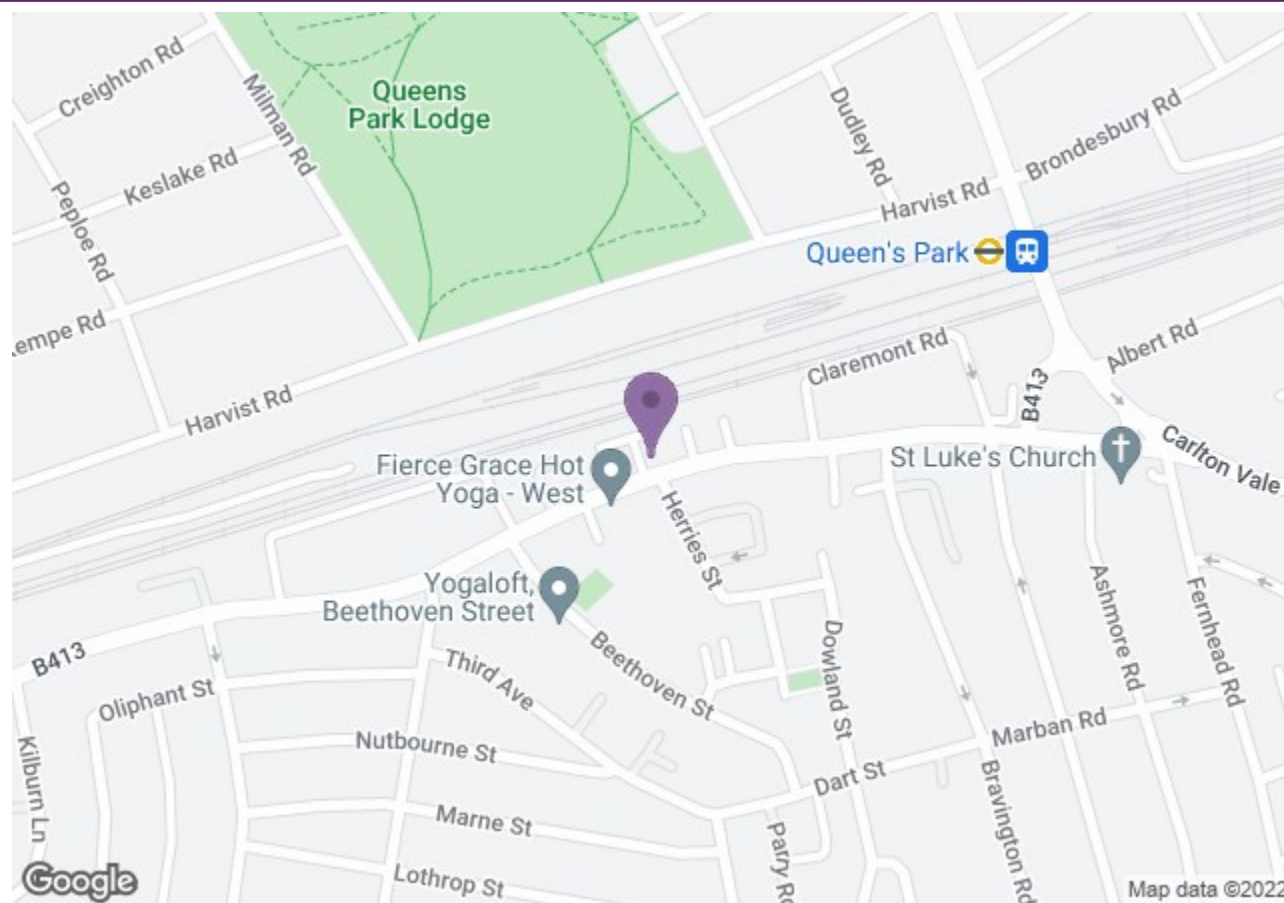 Creighton Rd
Milman Rd
Queens
Park Lodge
Dudley Rd
Brondesbury Rd
Keslake Rd
Peploe Rd
Harvist Rd
Queen's Park
Harvist Rd
Claremont Rd
Albert Rd
B413
Fierce Grace Hot
Yoga - West
St Luke's Church
Carlton Vale
Herries St
Yogaloft,
Beethoven Street
Beethoven St
Ashmore Rd
Fernhead Rd
B413
Third Ave
Dowland St
Oliphant St
Marban Rd
Nutbourne St
Kilburn Ln
Dart St
Bravington Rd
Marne St
Parry
Lothrop St
Google
Map data ©2022